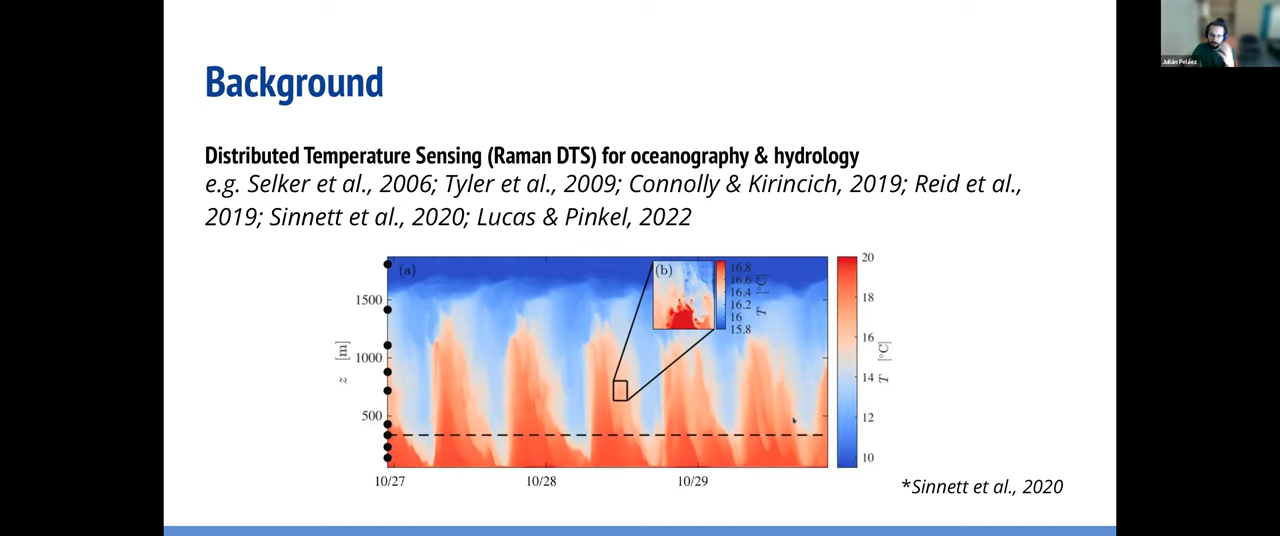 Background
Julián Peláez
Distributed Temperature Sensing (Raman DTS) for oceanography & hydrology
e.g. Selker et al., 2006; Tyler et al., 2009; Connolly & Kirincich, 2019; Reid et al.,
2019; Sinnett et al., 2020; Lucas & Pinkel, 2022
(a)
(b)
16.8
16.6
16.4
16.2
16
15.8
T [°C]
1500
1000
500
z [m]
10/27
10/28
10/29
20
18
16
14
12
10
T [°C]
*Sinnett et al., 2020